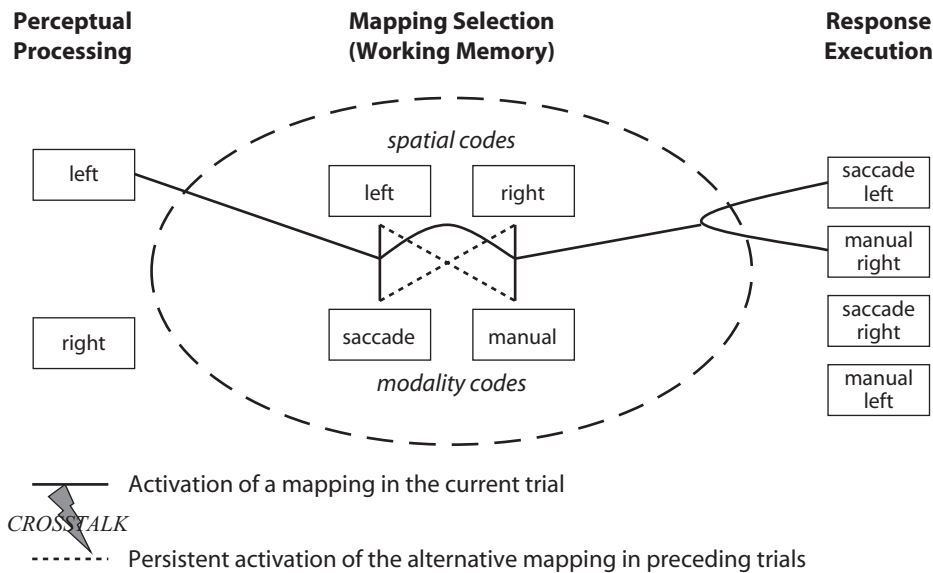 Perceptual
Processing
Mapping Selection
(Working Memory)
Response
Execution
spatial codes
left
left
right
saccade
left
manual
right
right
saccade
manual
saccade
right
modality codes
manual
left
Activation of a mapping in the current trial
CROSSTALK
Persistent activation of the alternative mapping in preceding trials